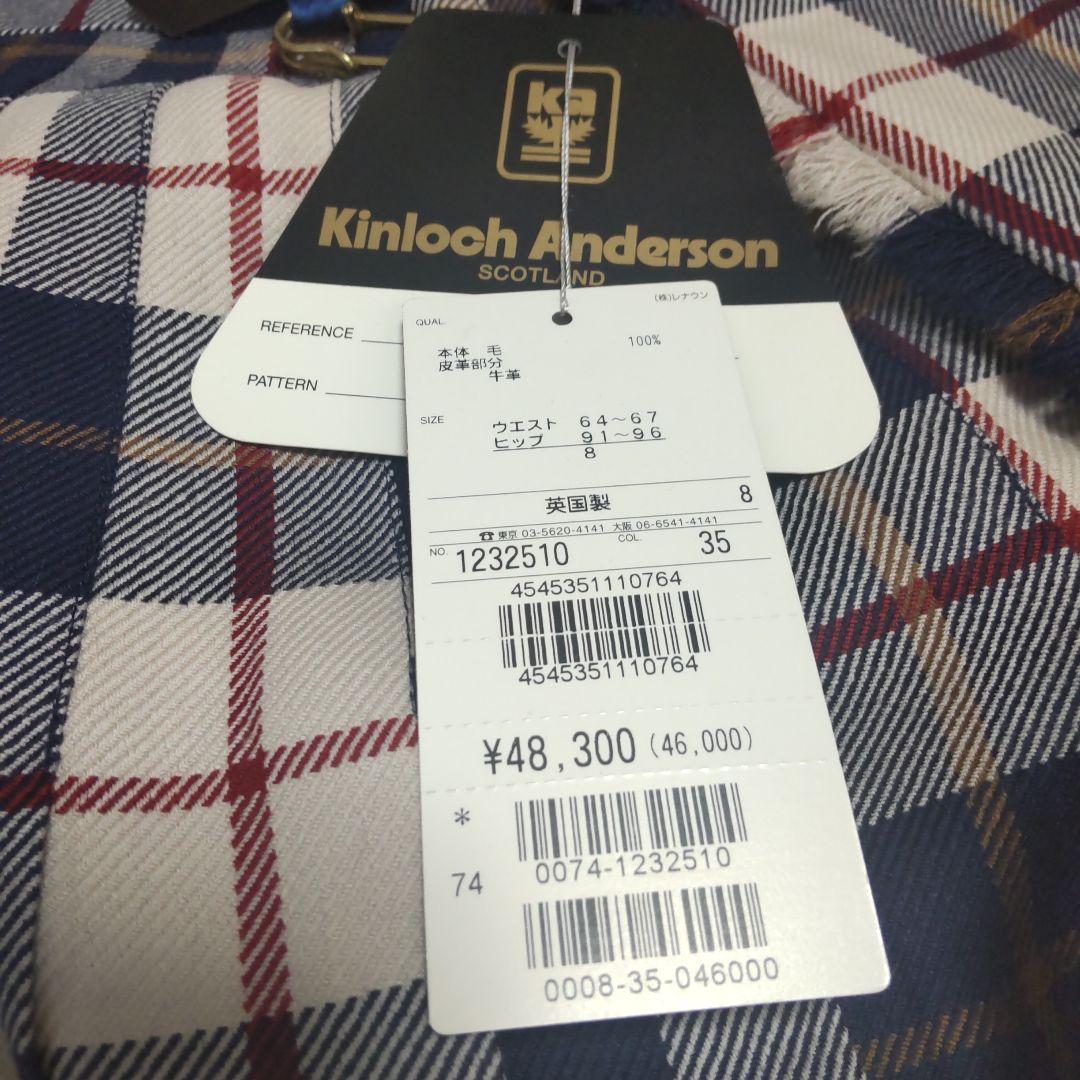 ka
Kinloch Anderson
SCOTLAND
REFERENCE
PATTERN
(株)レナウン
QUAL.
本体 毛 100%
皮革部分
牛革
SIZE
ウエスト 64～67
ヒップ 91～96
8
英国製 8
☎東京 03-5620-4141 大阪 06-6541-4141
NO. 1232510 COL. 35
4545351110764
4545351110764
¥48,300 (46,000)
*
74
0074-1232510
0008-35-046000